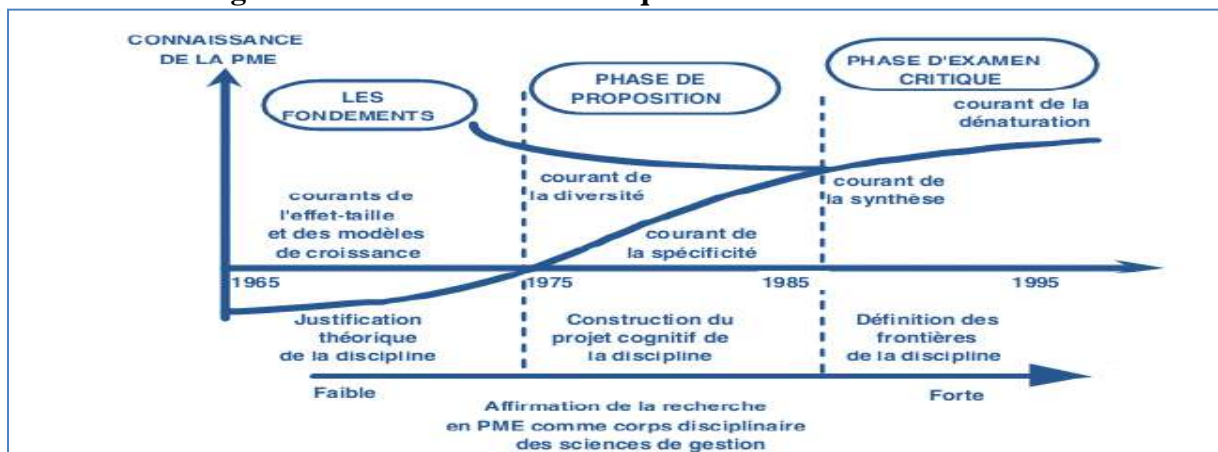 CONNAISSANCE
DE LA PME
LES
FONDEMENTS
PHASE DE
PROPOSITION
PHASE D'EXAMEN
CRITIQUE
courant de la
dénaturation
courants de
l'effet-taille
et des modèles
de croissance
courant de
la diversité
courant de
la spécificité
courant de
la synthèse
1965
1975
1985
1995
Justification
théorique
de la discipline
Construction du
projet cognitif de
la discipline
Définition des
frontières
de la discipline
Faible
Forte
Affirmation de la recherche
en PME comme corps disciplinaire
des sciences de gestion